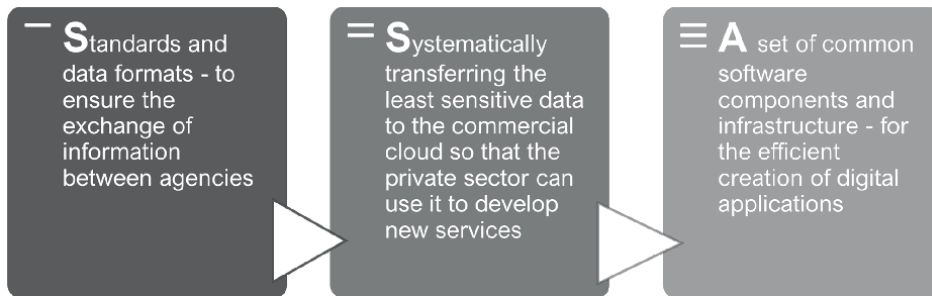 Standards and
data formats - to
ensure the
exchange of
information
between agencies
Systematically
transferring the
least sensitive data
to the commercial
cloud so that the
private sector can
use it to develop
new services
A set of common
software
components and
infrastructure - for
the efficient
creation of digital
applications